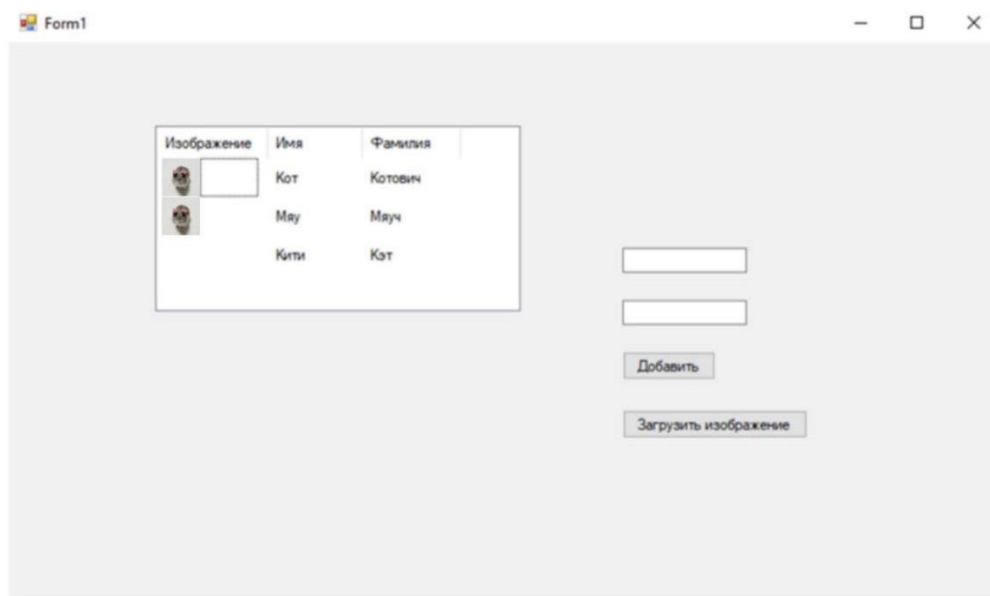 Form1
Изображение Имя Фамилия
Кот Котович
Мяу Мяуч
Кити Кэт
Добавить
Загрузить изображение